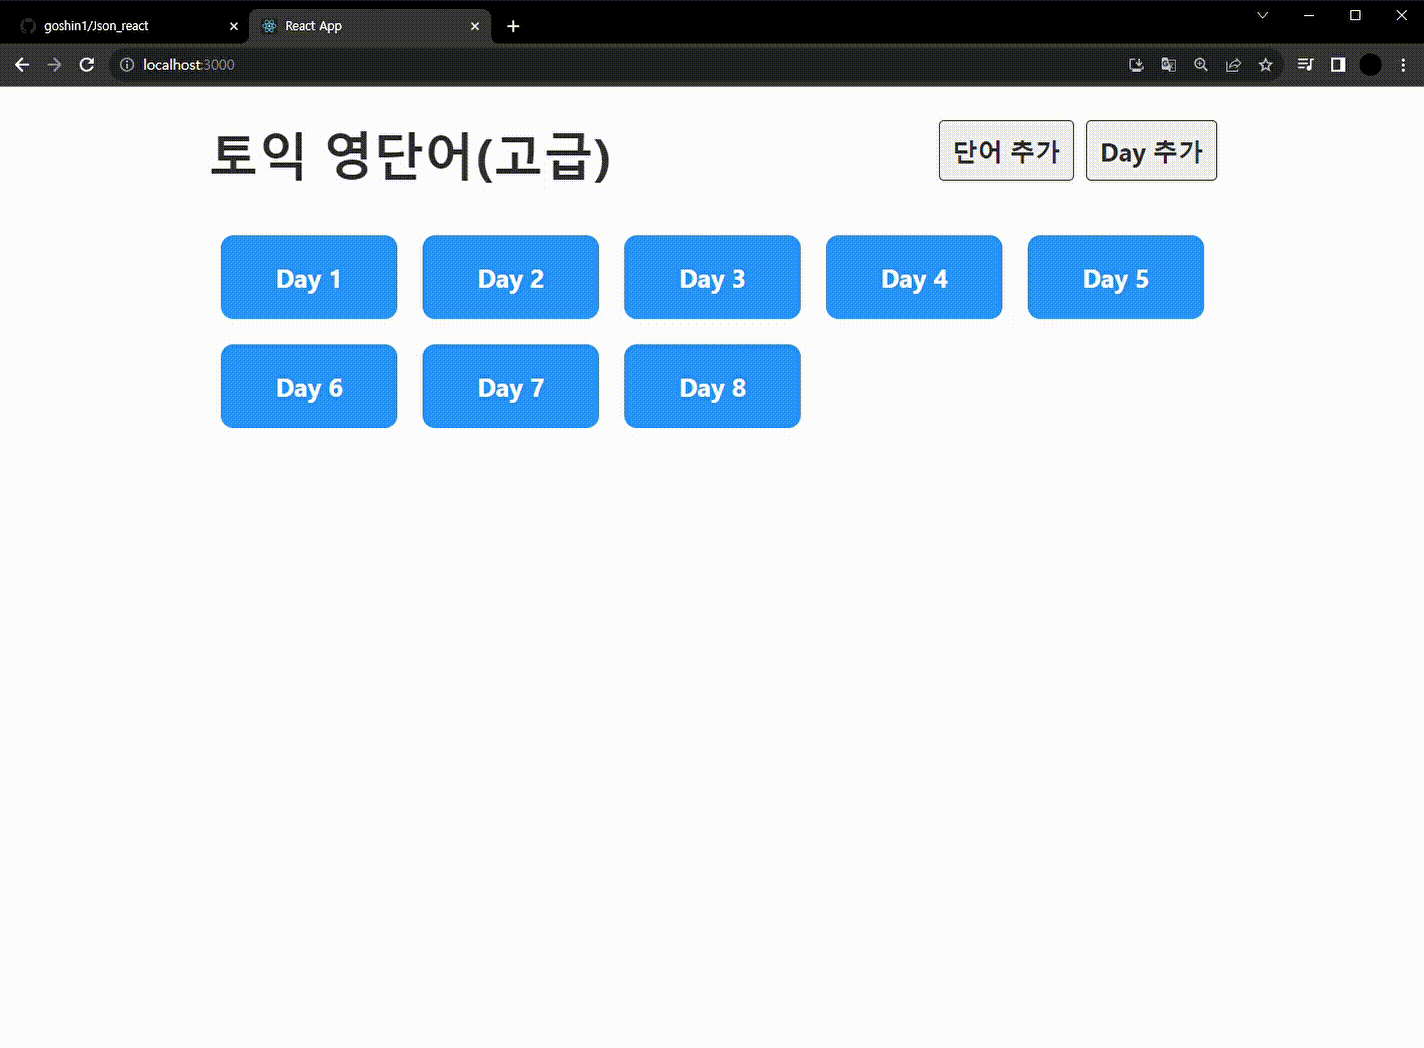 goshin1/Json_react
React App
localhost:3000
토익 영단어(고급)
단어 추가
Day 추가
Day 1
Day 2
Day 3
Day 4
Day 5
Day 6
Day 7
Day 8